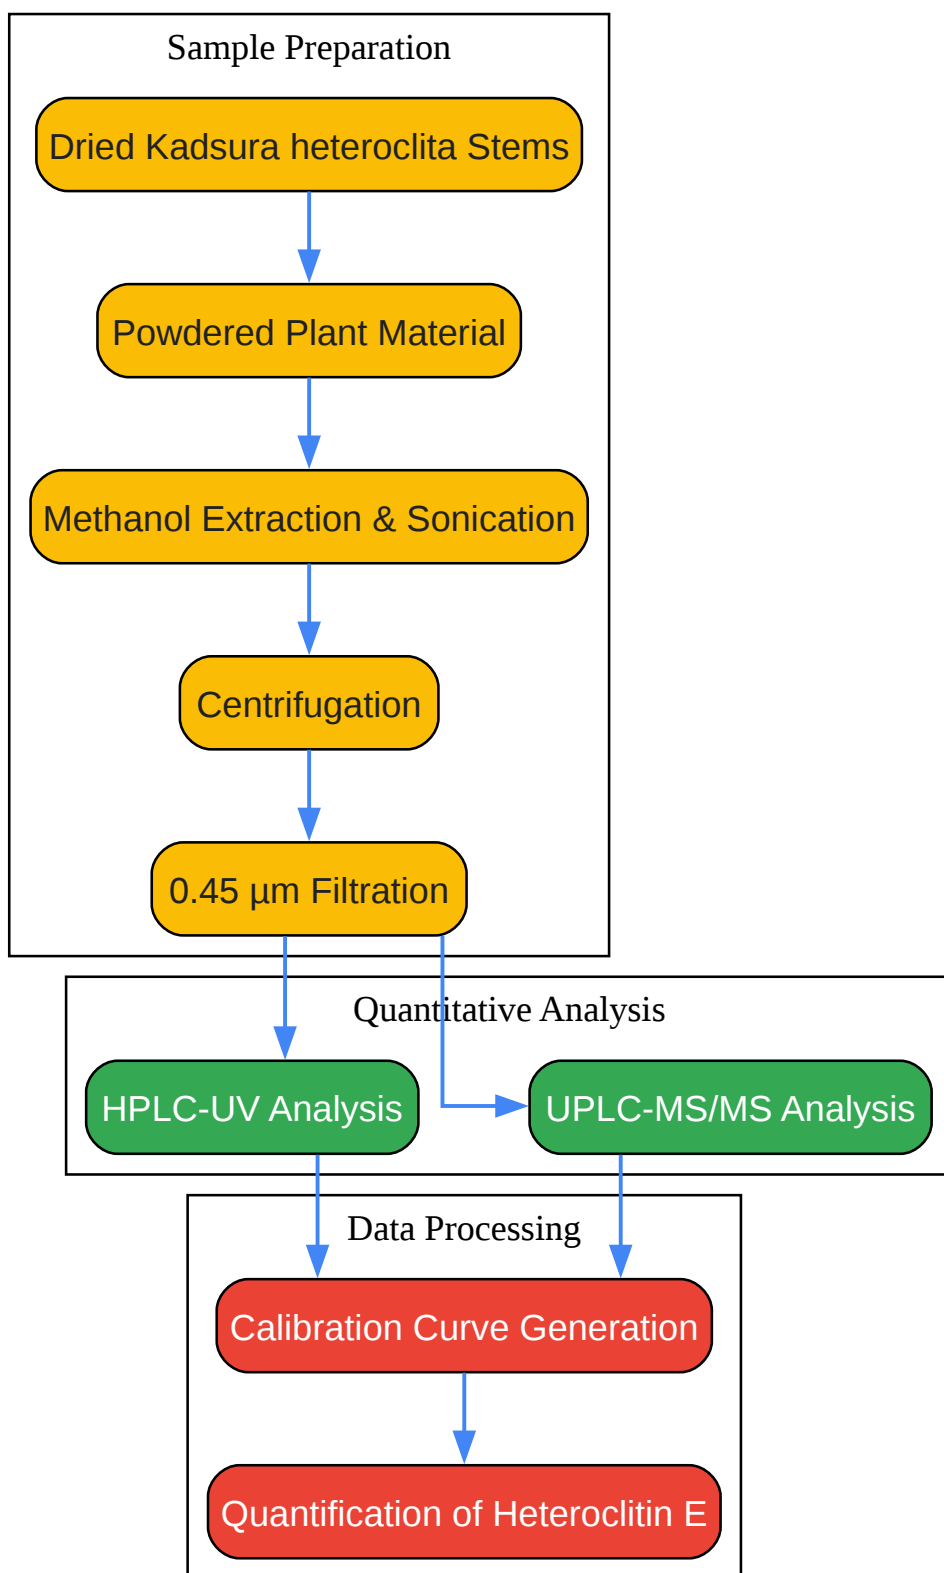 Sample Preparation
Dried Kadsura heteroclita Stems
Powdered Plant Material
Methanol Extraction & Sonication
Centrifugation
0.45 µm Filtration
Quantitative Analysis
HPLC-UV Analysis
UPLC-MS/MS Analysis
Data Processing
Calibration Curve Generation
Quantification of Heteroclitin E